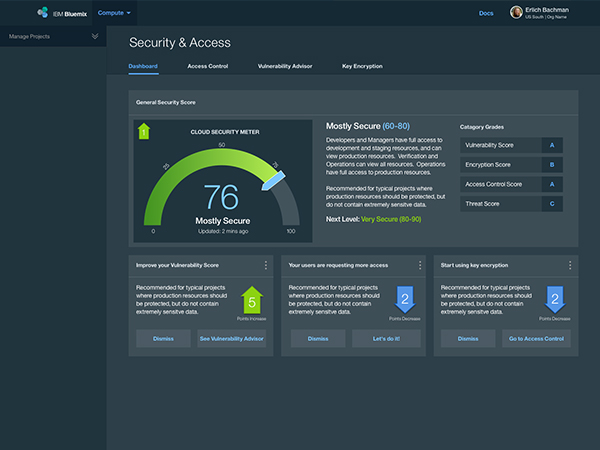 IBM Bluemix
Compute
Docs
Erlich Bachman
US South | Org Name
Manage Projects
Security & Access
Dashboard
Access Control
Vulnerability Advisor
Key Encryption
General Security Score
1
CLOUD SECURITY METER
0
25
50
75
100
76
Mostly Secure
Updated: 2 mins ago
Mostly Secure (60-80)
Developers and Managers have full access to
development and staging resources, and can
view production resources. Verification and
Operations can view all resources. Operations
have full access to production resources.
Recommended for typical projects where
production resources should be protected, but
do not contain extremely sensitive data.
Next Level: Very Secure (80-90)
Catagory Grades
Vulnerability Score A
Encryption Score B
Access Control Score A
Threat Score C
Improve your Vulnerability Score
Recommended for typical projects
where production resources should
be protected, but do not contain
extremely sensitive data.
5
Points Increase
Dismiss
See Vulnerability Advisor
Your users are requesting more access
Recommended for typical projects
where production resources should
be protected, but do not contain
extremely sensitive data.
2
Points Decrease
Dismiss
Let's do it!
Start using key encryption
Recommended for typical projects
where production resources should
be protected, but do not contain
extremely sensitive data.
2
Points Decrease
Dismiss
Go to Access Control